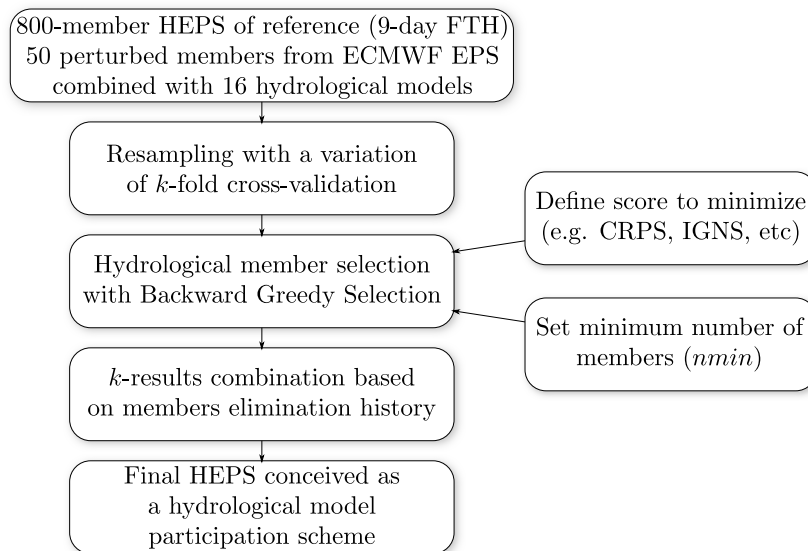 800-member HEPS of reference (9-day FTH)
50 perturbed members from ECMWF EPS
combined with 16 hydrological models
Resampling with a variation
of k-fold cross-validation
Define score to minimize
(e.g. CRPS, IGNS, etc)
Hydrological member selection
with Backward Greedy Selection
Set minimum number of
members (nmin)
k-results combination based
on members elimination history
Final HEPS conceived as
a hydrological model
participation scheme